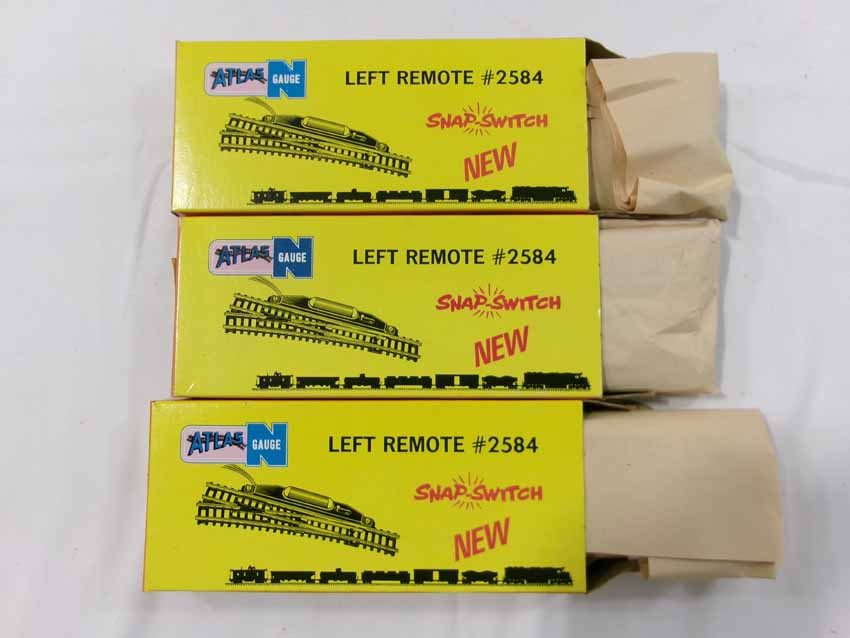 ATLAS N GAUGE
LEFT REMOTE #2584
SNAP-SWITCH
NEW
ATLAS N GAUGE
LEFT REMOTE #2584
SNAP-SWITCH
NEW
ATLAS N GAUGE
LEFT REMOTE #2584
SNAP-SWITCH
NEW